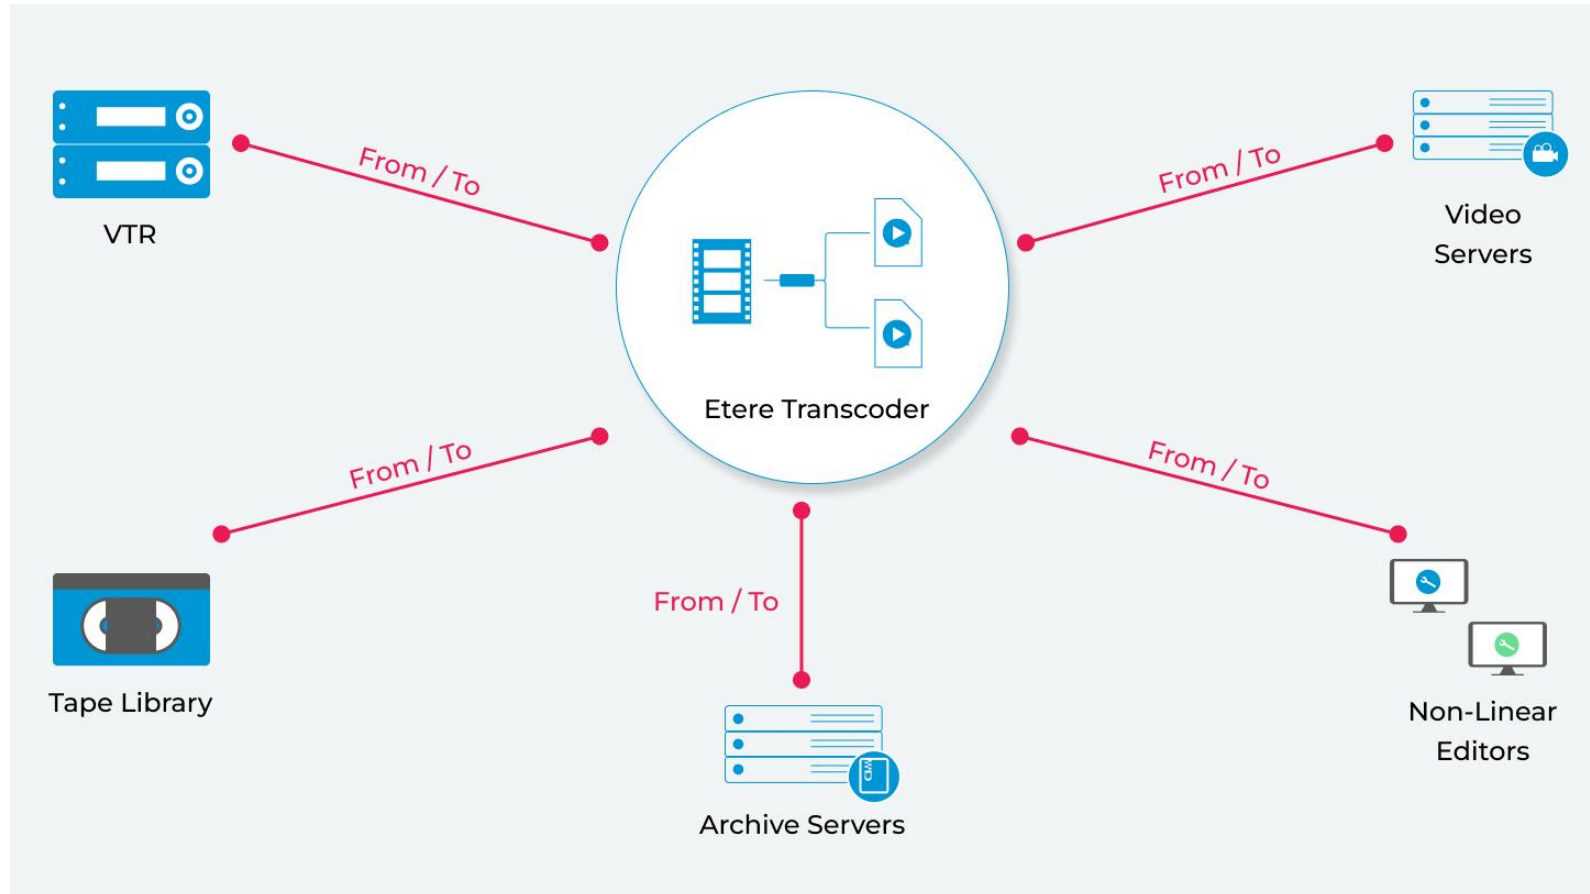 From / To
From / To
VTR
Video
Servers
Etere Transcoder
From / To
From / To
From / To
Tape Library
Non-Linear
Editors
Archive Servers